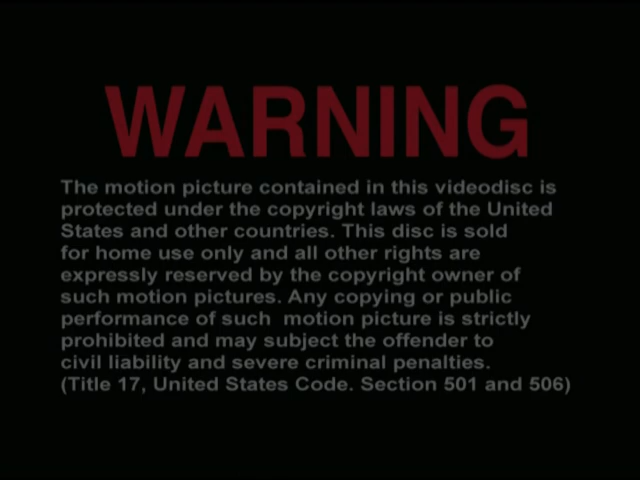 WARNING
The motion picture contained in this videodisc is
protected under the copyright laws of the United
States and other countries. This disc is sold
for home use only and all other rights are
expressly reserved by the copyright owner of
such motion pictures. Any copying or public
performance of such  motion picture is strictly
prohibited and may subject the offender to
civil liability and severe criminal penalties.
(Title 17, United States Code. Section 501 and 506)